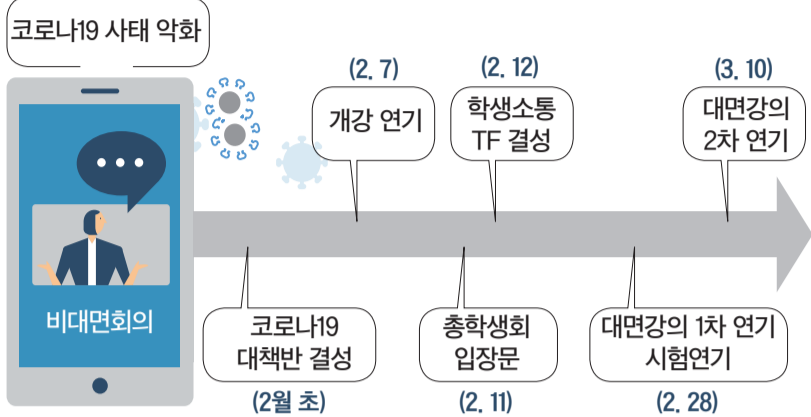 코로나19 사태 악화
비대면회의
코로나19
대책반 결성
(2월 초)
(2. 7)
개강 연기
총학생회
입장문
(2. 11)
(2. 12)
학생소통
TF 결성
대면강의 1차 연기
시험연기
(2. 28)
(3. 10)
대면강의
2차 연기